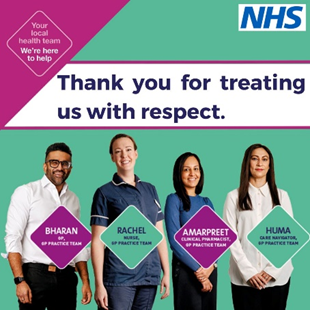 Your
local
health team
We're here
to help
NHS
Thank you for treating
us with respect.
BHARAN
GP,
GP PRACTICE TEAM
RACHEL
NURSE,
GP PRACTICE TEAM
AMARPREET
CLINICAL PHARMACIST,
GP PRACTICE TEAM
HUMA
CARE NAVIGATOR,
GP PRACTICE TEAM